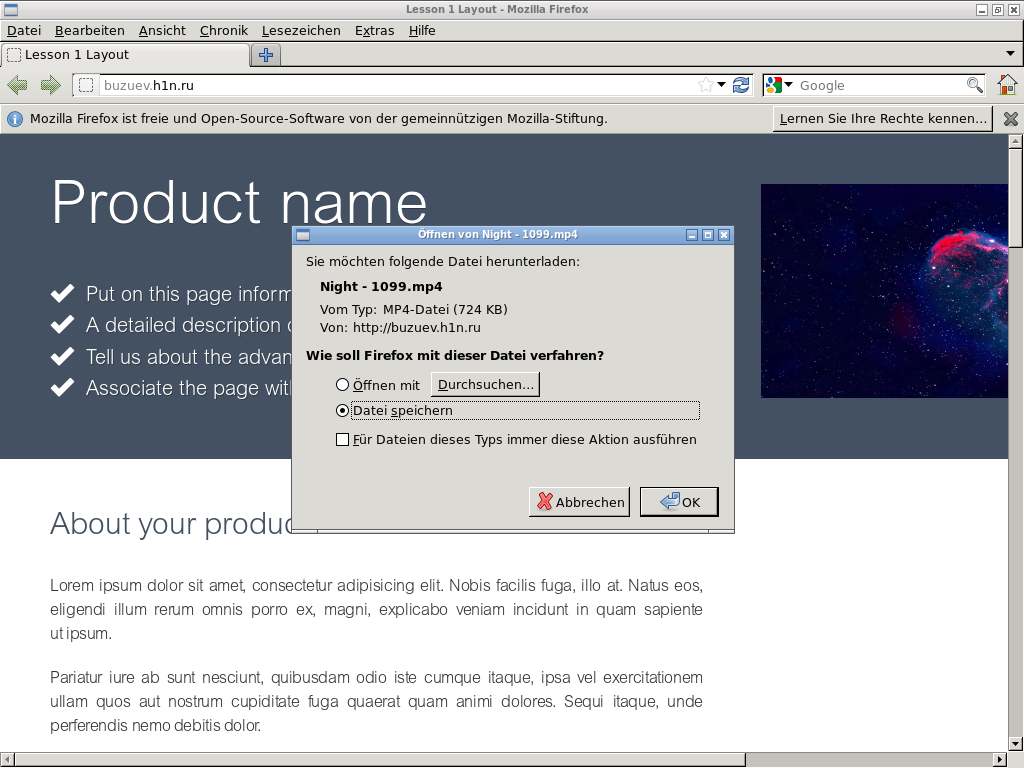 Lesson 1 Layout - Mozilla Firefox
Datei Bearbeiten Ansicht Chronik Lesezeichen Extras Hilfe
Lesson 1 Layout
buzuev.h1n.ru
Google
Mozilla Firefox ist freie und Open-Source-Software von der gemeinnützigen Mozilla-Stiftung.
Lernen Sie Ihre Rechte kennen...
Product name
Put on this page inform
A detailed description
Tell us about the advan
Associate the page wit
Öffnen von Night - 1099.mp4
Sie möchten folgende Datei herunterladen:
Night - 1099.mp4
Vom Typ: MP4-Datei (724 KB)
Von: http://buzuev.h1n.ru
Wie soll Firefox mit dieser Datei verfahren?
Öffnen mit Durchsuchen...
Datei speichern
Für Dateien dieses Typs immer diese Aktion ausführen
Abbrechen OK
About your produc
Lorem ipsum dolor sit amet, consectetur adipisicing elit. Nobis facilis fuga, illo at. Natus eos,
eligendi illum rerum omnis porro ex, magni, explicabo veniam incidunt in quam sapiente
ut ipsum.
Pariatur iure ab sunt nesciunt, quibusdam odio iste cumque itaque, ipsa vel exercitationem
ullam quos aut nostrum cupiditate fuga quaerat quam animi dolores. Sequi itaque, unde
perferendis nemo debitis dolor.